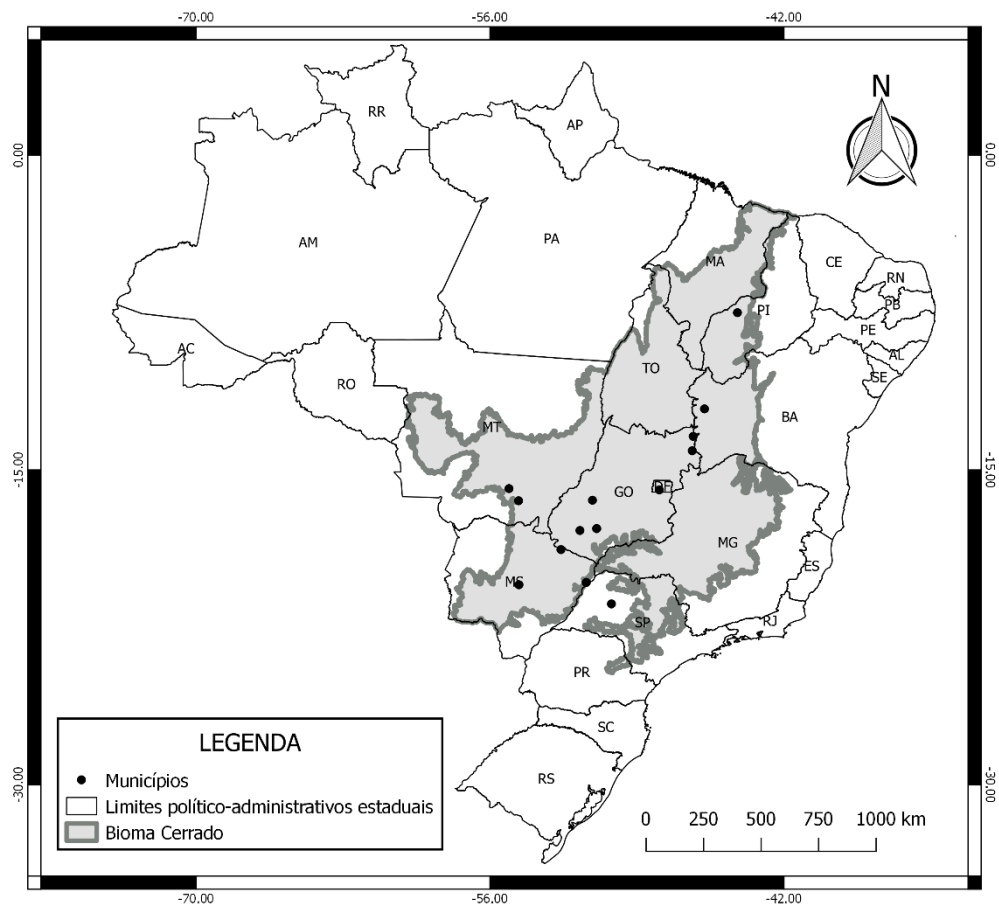 -70.00 -56.00 -42.00
N
RR
AP
0.00 0.00
AM
PA
MA
CE
RN
PB
PI
PE
AC
AL
TO
SE
RO
BA
MT
-15.00 -15.00
GO
DF
MG
ES
MS
SP
RJ
PR
SC
RS
LEGENDA
Municípios
Limites político-administrativos estaduais
Bioma Cerrado
0 250 500 750 1000 km
-30.00 -30.00
-70.00 -56.00 -42.00